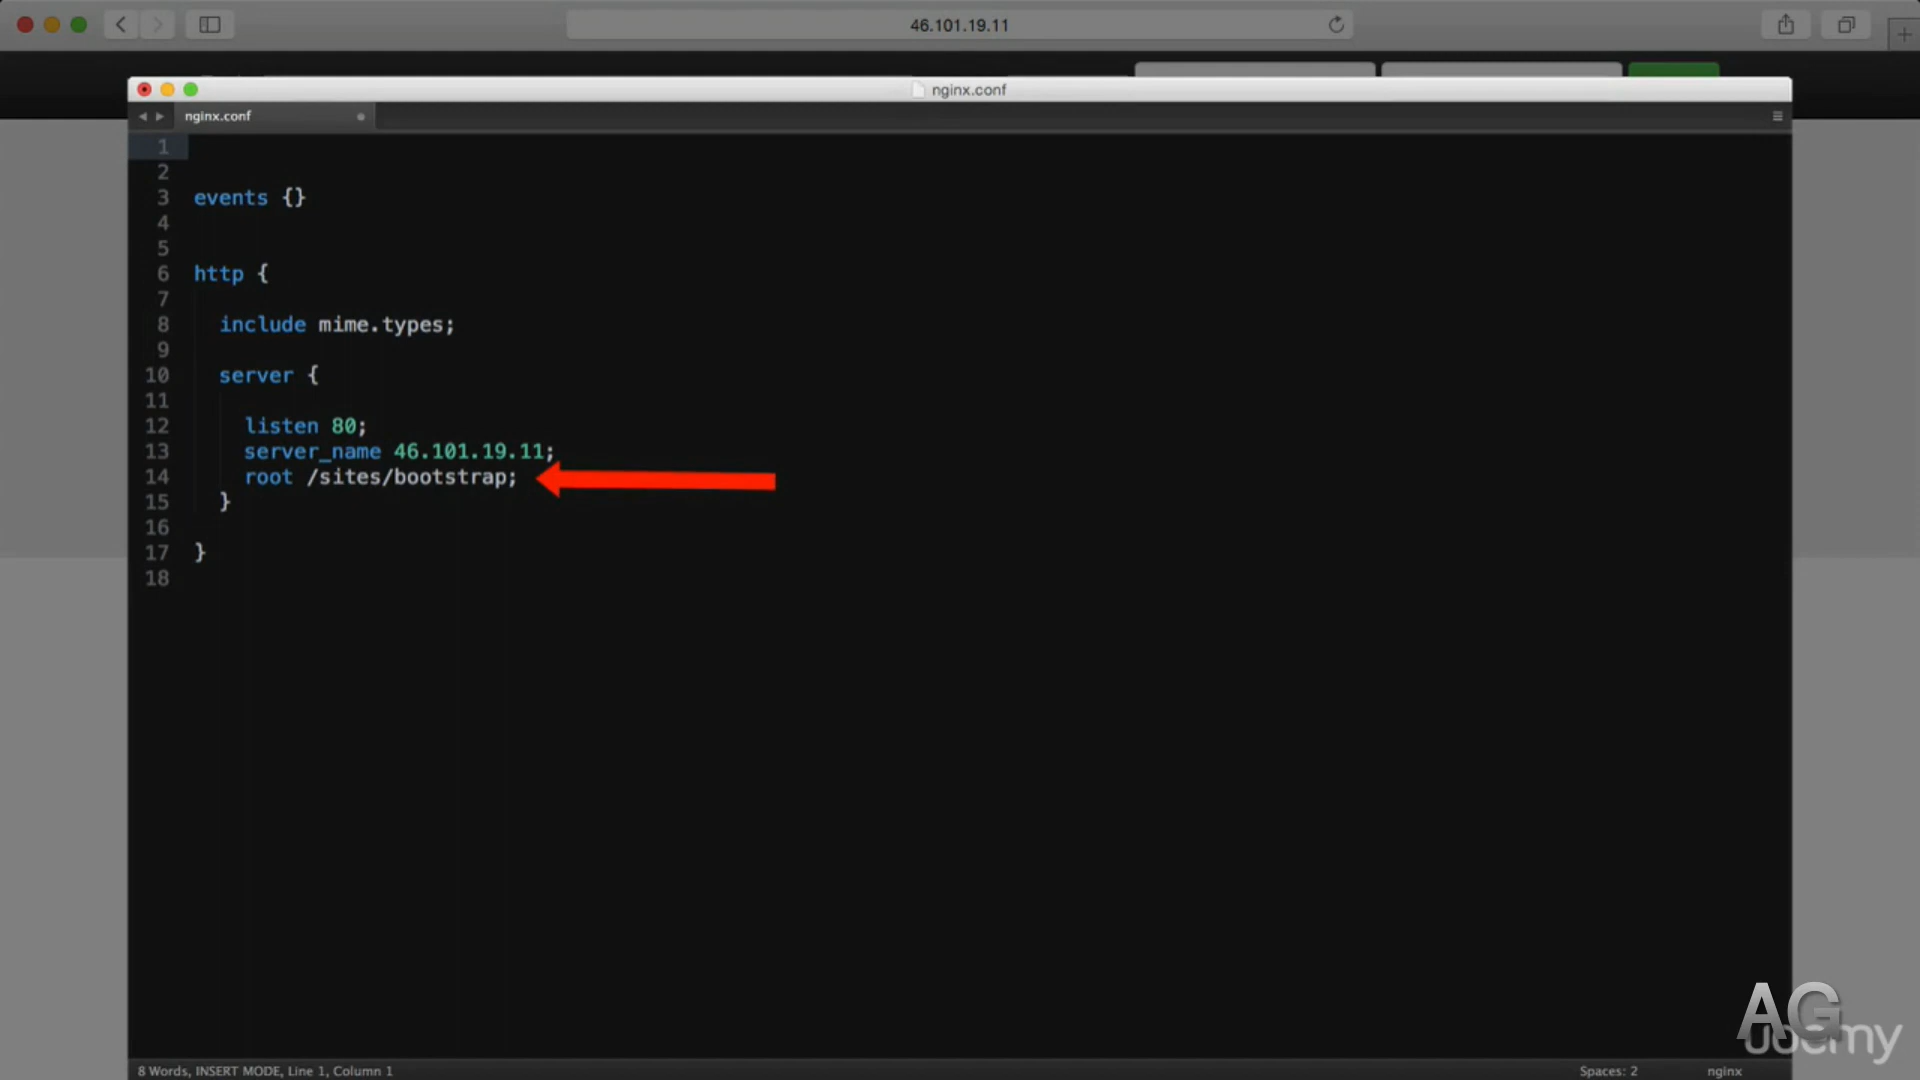 46.101.19.11
nginx.conf
nginx.conf
1
2
3 events {}
4
5
6 http {
7
8 include mime.types;
9
10 server {
11
12 listen 80;
13 server_name 46.101.19.11;
14 root /sites/bootstrap;
15 }
16
17 }
18
AG
udemy
8 Words, INSERT MODE, Line 1, Column 1
Spaces: 2
nginx